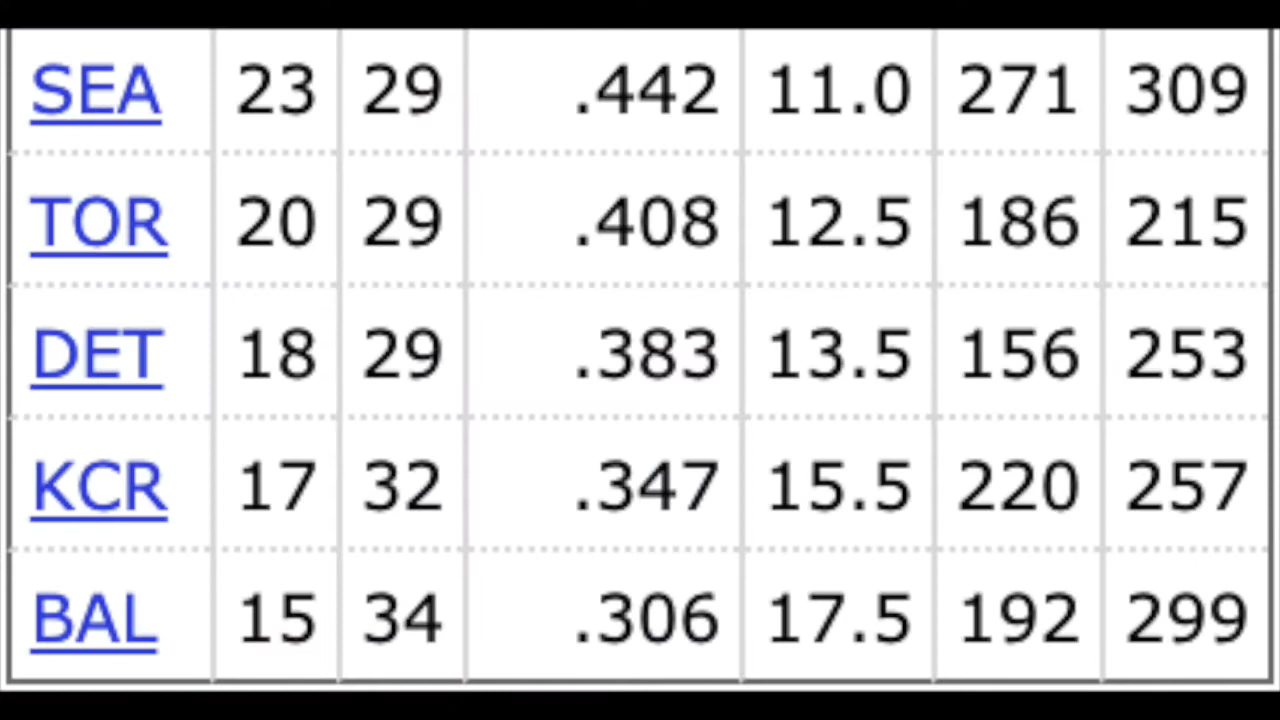 SEA 23 29 .442 11.0 271 309
TOR 20 29 .408 12.5 186 215
DET 18 29 .383 13.5 156 253
KCR 17 32 .347 15.5 220 257
BAL 15 34 .306 17.5 192 299